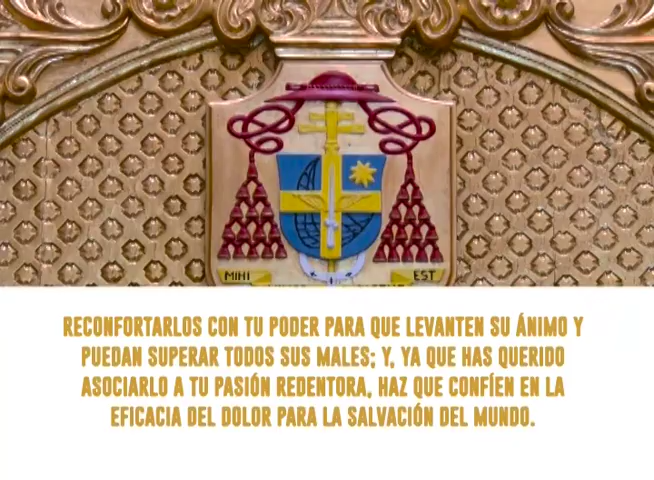 MIHI EST
RECONFORTARLOS CON TU PODER PARA QUE LEVANTEN SU ÁNIMO Y
PUEDAN SUPERAR TODOS SUS MALES; Y, YA QUE HAS QUERIDO
ASOCIARLO A TU PASIÓN REDENTORA, HAZ QUE CONFÍEN EN LA
EFICACIA DEL DOLOR PARA LA SALVACIÓN DEL MUNDO.